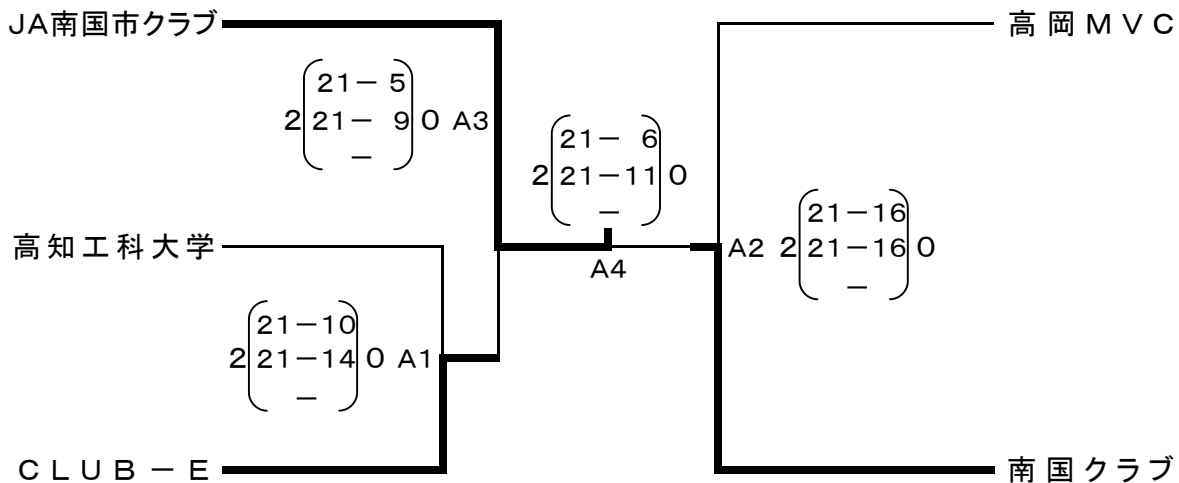 JA南国市クラブ
高岡MVC
21－5
2 21－9 0 A3
－
21－6
2 21－11 0
－
21－16
A2 2 21－16 0
－
高知工科大学
A4
21－10
2 21－14 0 A1
－
CLUB－E
南国クラブ